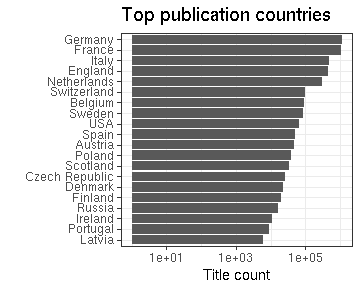 Top publication countries
Germany
France
Italy
England
Netherlands
Switzerland
Belgium
Sweden
USA
Spain
Austria
Poland
Scotland
Czech Republic
Denmark
Finland
Russia
Ireland
Portugal
Latvia
1e+01 1e+03 1e+05
Title count